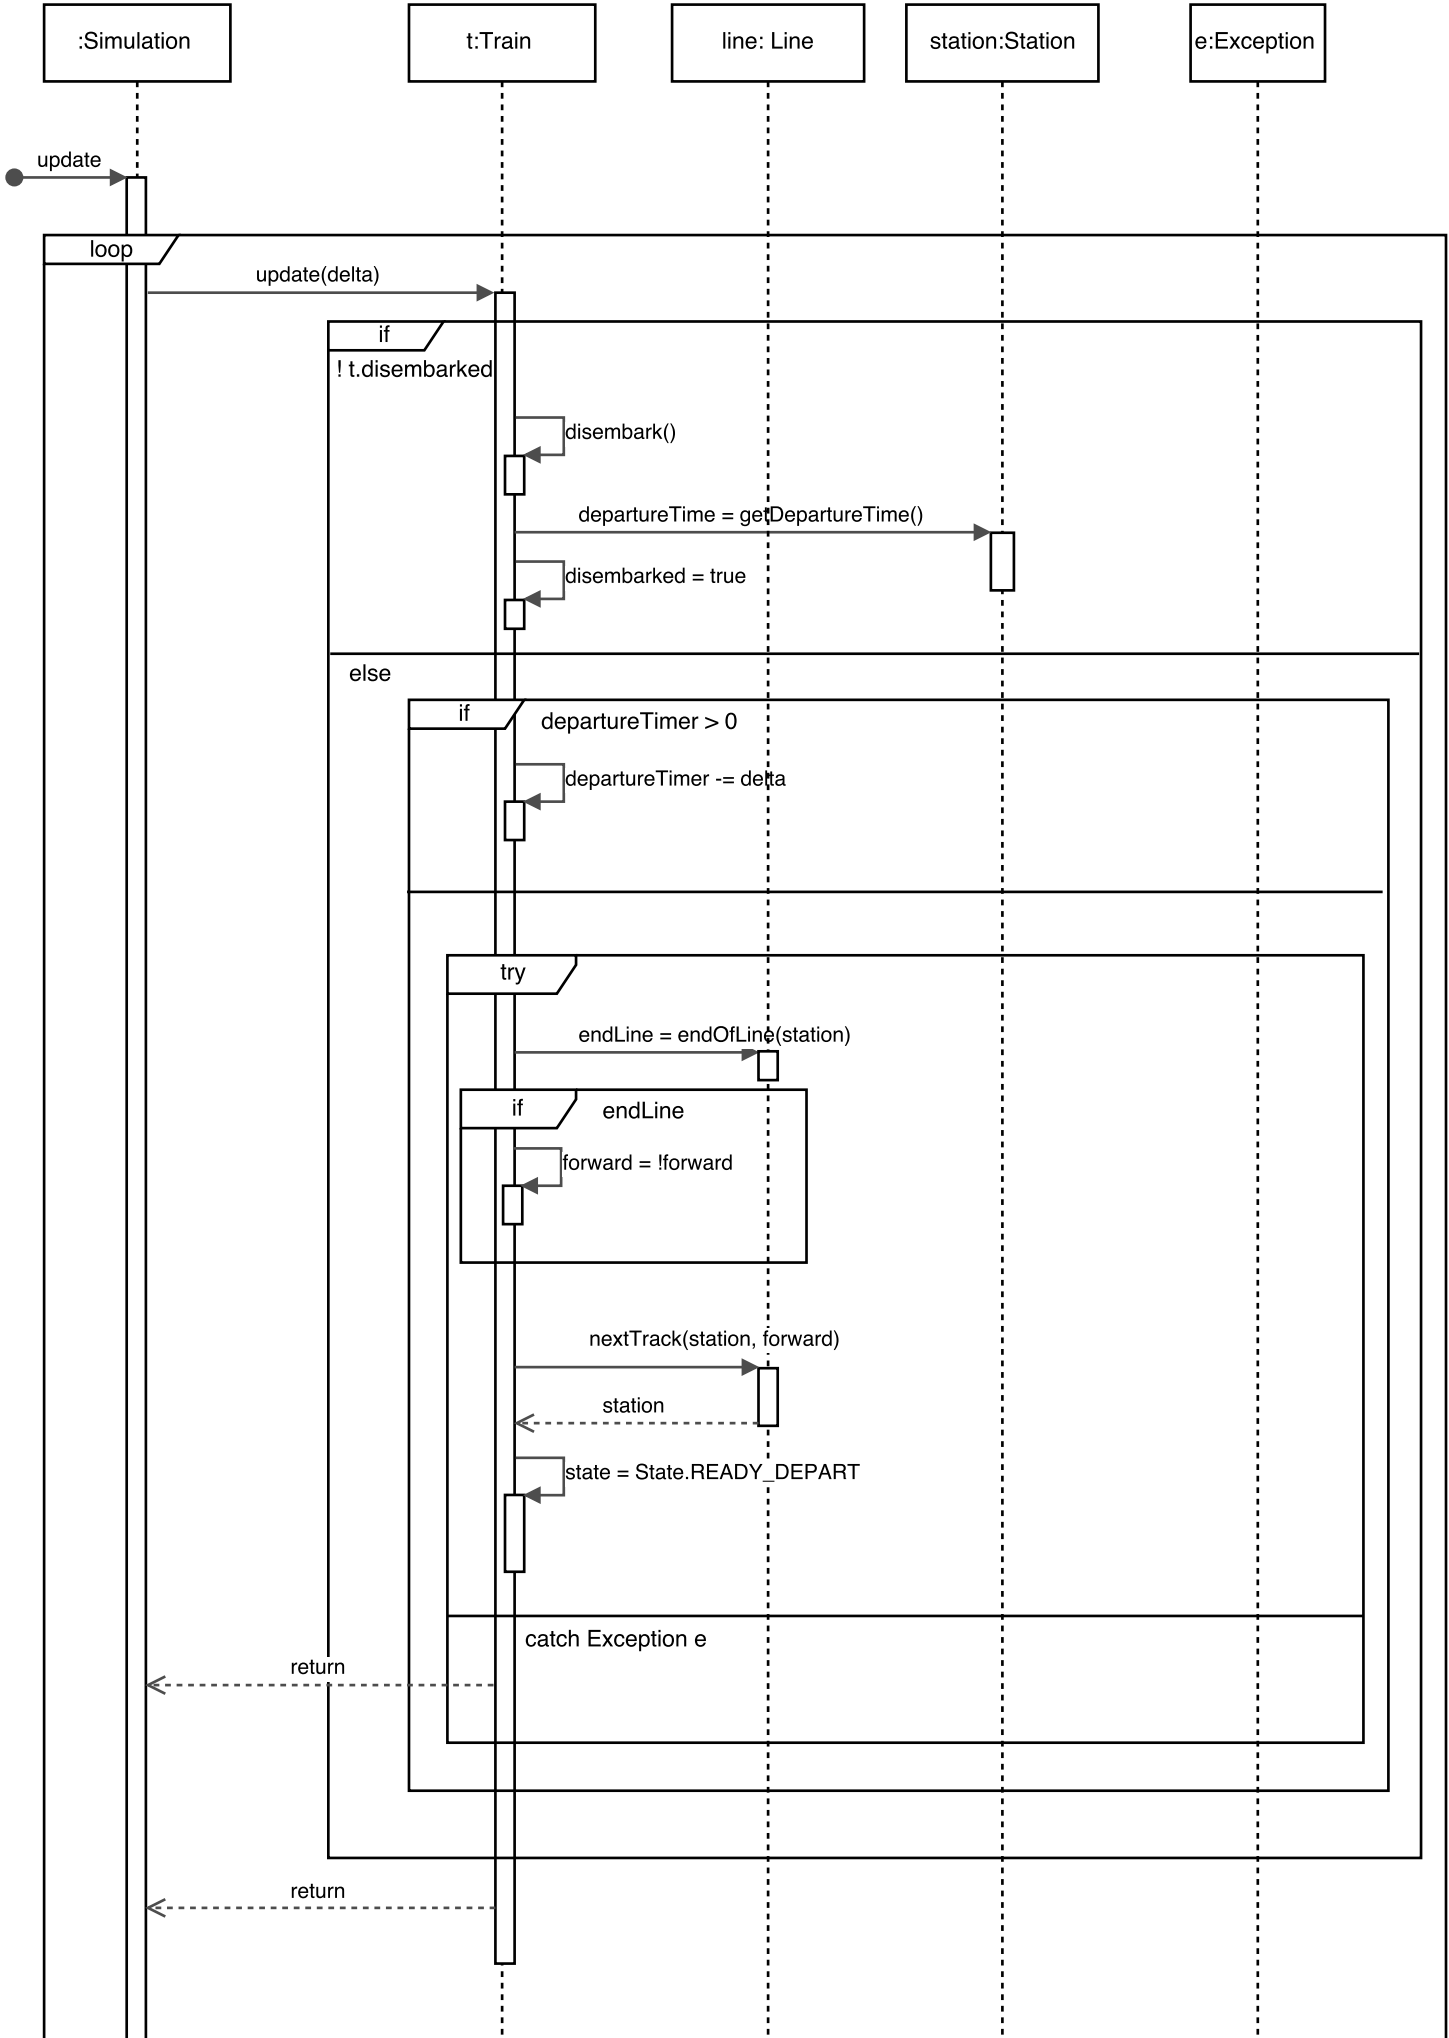 :Simulation
t:Train
line: Line
station:Station
e:Exception
update
loop
update(delta)
if
! t.disembarked
disembark()
departureTime = getDepartureTime()
disembarked = true
else
if
departureTimer > 0
departureTimer -= delta
try
endLine = endOfLine(station)
if
endLine
forward = !forward
nextTrack(station, forward)
station
state = State.READY_DEPART
catch Exception e
return
return